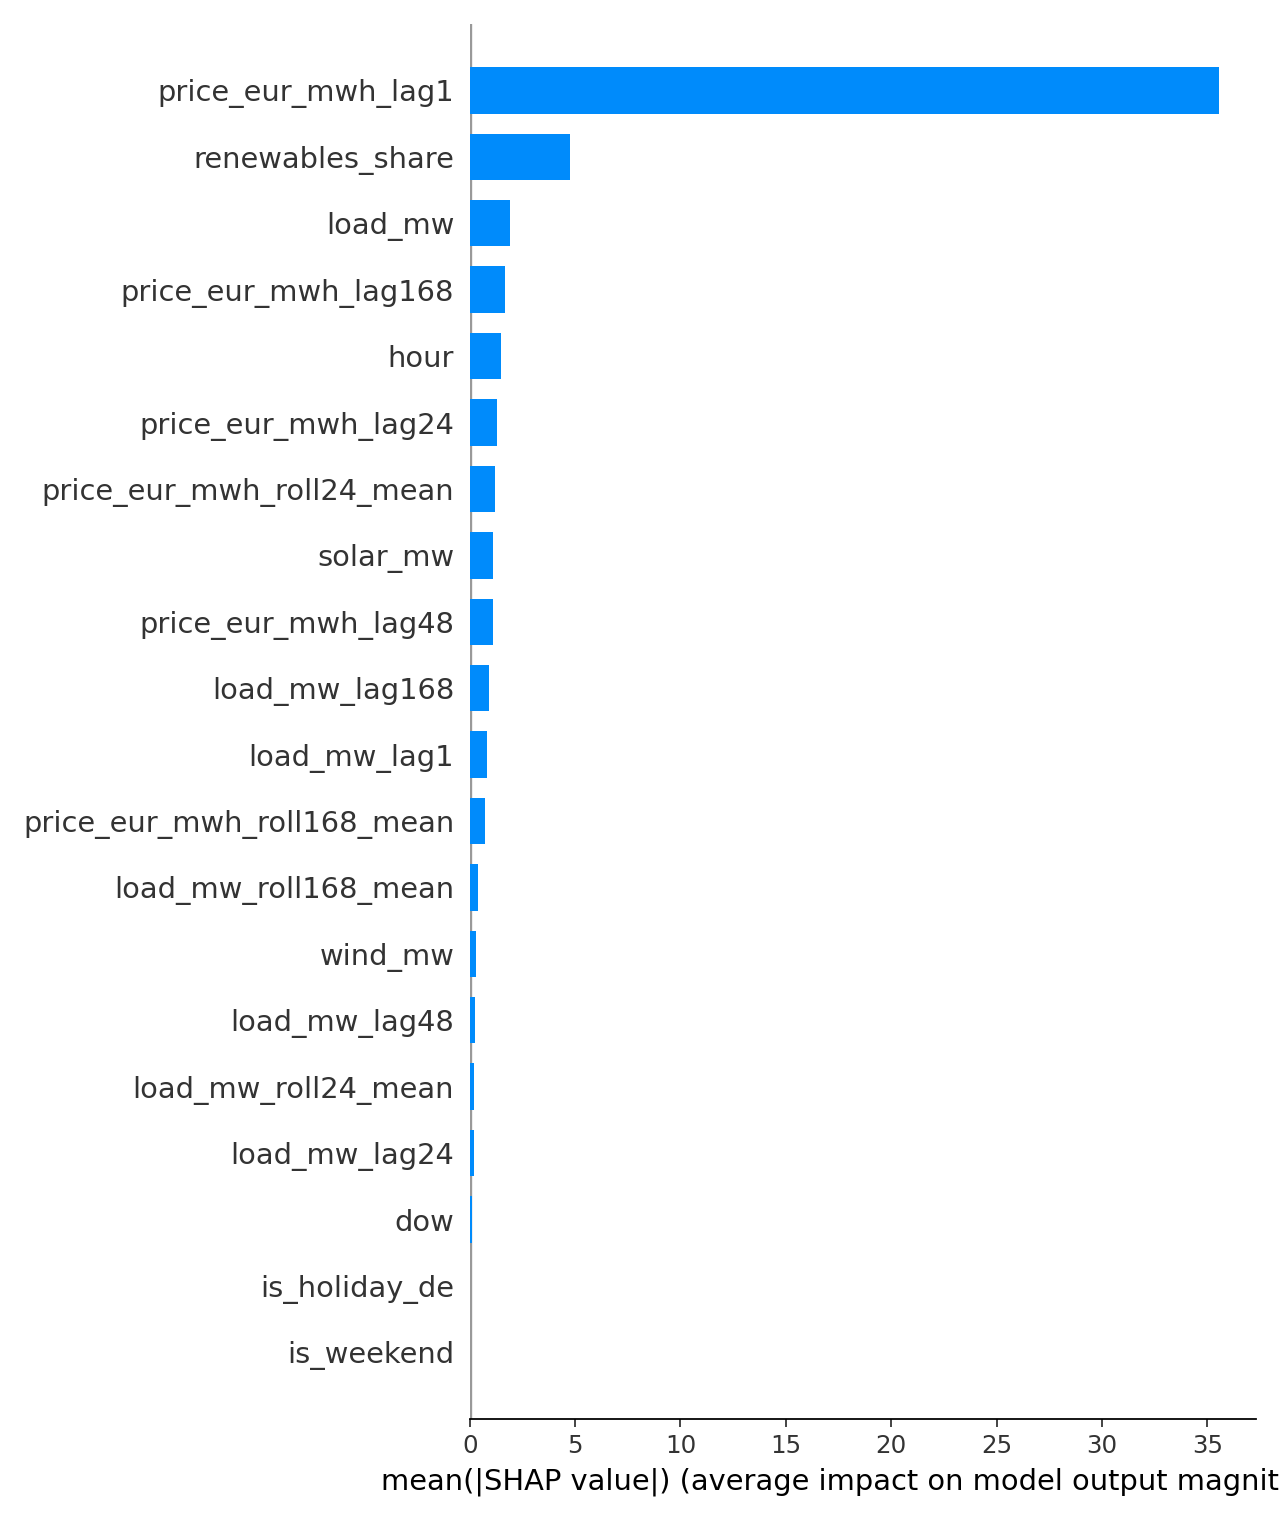 price_eur_mwh_lag1
renewables_share
load_mw
price_eur_mwh_lag168
hour
price_eur_mwh_lag24
price_eur_mwh_roll24_mean
solar_mw
price_eur_mwh_lag48
load_mw_lag168
load_mw_lag1
price_eur_mwh_roll168_mean
load_mw_roll168_mean
wind_mw
load_mw_lag48
load_mw_roll24_mean
load_mw_lag24
dow
is_holiday_de
is_weekend
0 5 10 15 20 25 30 35
mean(|SHAP value|) (average impact on model output magnit